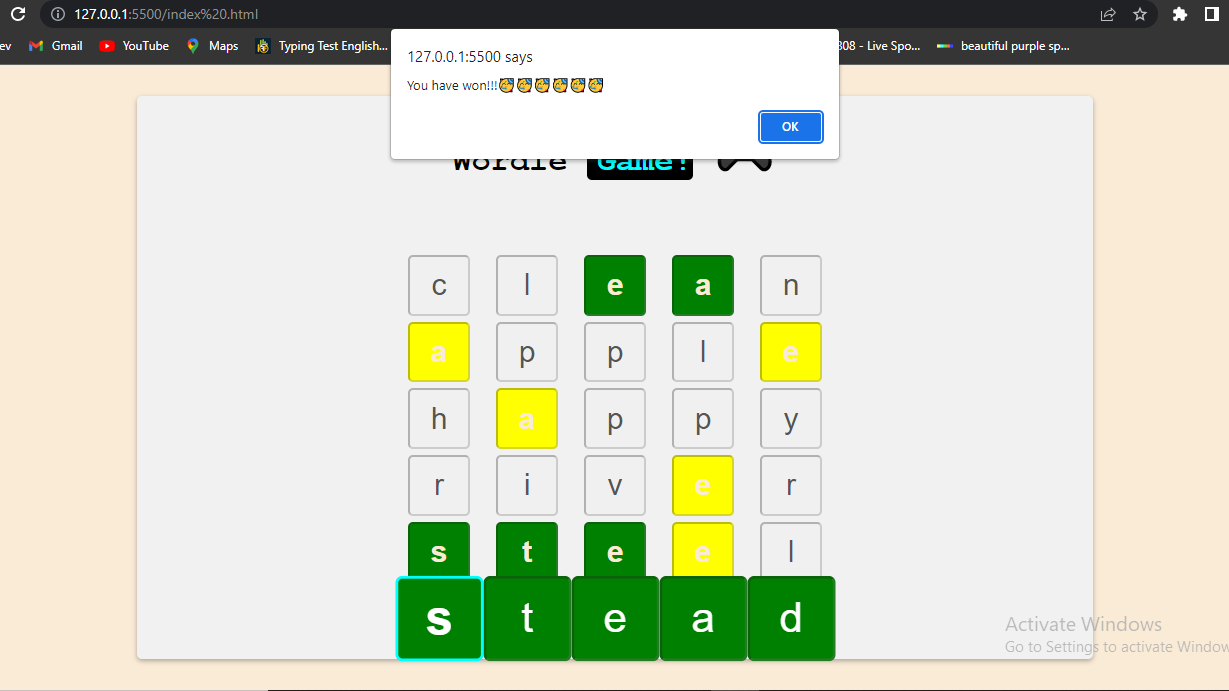 127.0.0.1:5500/index%20.html
ev Gmail YouTube Maps Typing Test English... 308 - Live Spo... beautiful purple sp...
127.0.0.1:5500 says
You have won!!!🥳🥳🥳🥳🥳🥳
OK
Wordle Game!
c l e a n
a p p l e
h a p p y
r i v e r
s t e e l
s t e a d
Activate Windows
Go to Settings to activate Window